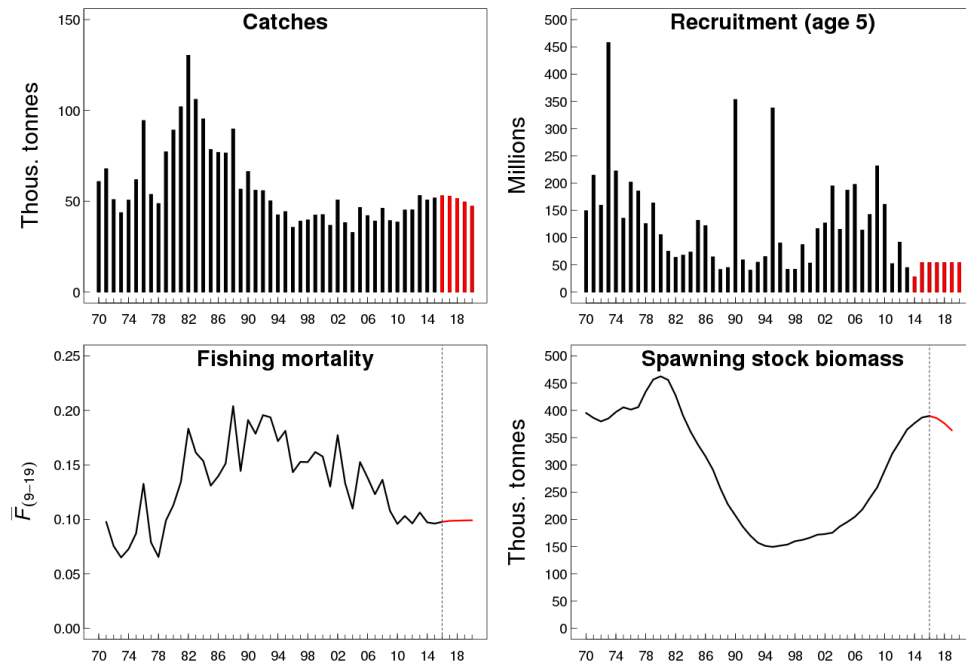 Catches
Thous. tonnes
150
100
50
0
70 74 78 82 86 90 94 98 02 06 10 14 18
Recruitment (age 5)
Millions
500
450
400
350
300
250
200
150
100
50
0
70 74 78 82 86 90 94 98 02 06 10 14 18
Fishing mortality
F̅(9−19)
0.25
0.20
0.15
0.10
0.05
0.00
70 74 78 82 86 90 94 98 02 06 10 14 18
Spawning stock biomass
Thous. tonnes
500
450
400
350
300
250
200
150
100
50
0
70 74 78 82 86 90 94 98 02 06 10 14 18